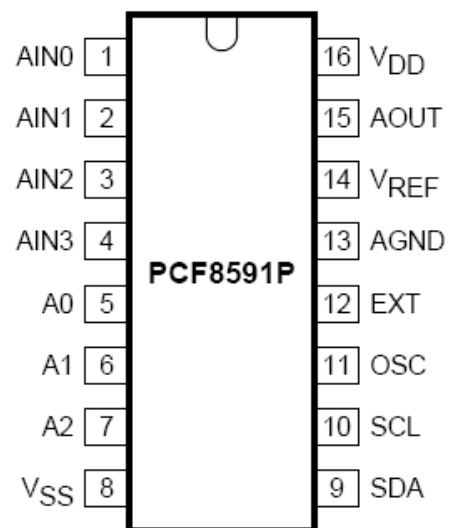 AIN0 1 16 VDD
AIN1 2 15 AOUT
AIN2 3 14 VREF
AIN3 4 13 AGND
PCF8591P
A0 5 12 EXT
A1 6 11 OSC
A2 7 10 SCL
VSS 8 9 SDA